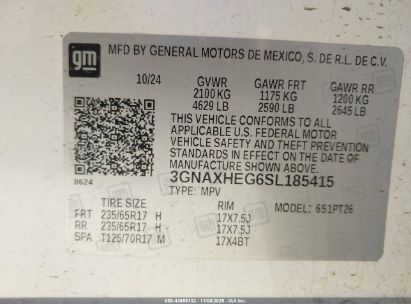 gm
MFD BY GENERAL MOTORS DE MEXICO, S. DE R.L. DE C.V.
10/24 GVWR GAWR FRT GAWR RR
2100 KG 1175 KG 1200 KG
4629 LB 2590 LB 2645 LB
THIS VEHICLE CONFORMS TO ALL
APPLICABLE U.S. FEDERAL MOTOR
VEHICLE SAFETY AND THEFT
PREVENTION STANDARDS IN
EFFECT ON THE DATE OF
MANUFACTURE SHOWN ABOVE.
8624 3GNAXHEG6SL185415
TYPE: MPV
TIRE SIZE RIM MODEL: 651PT26
FRT 235/65R17 H 17X7.5J
RR 235/65R17 H 17X7.5J
SPA T125/70R17 M 17X4BT